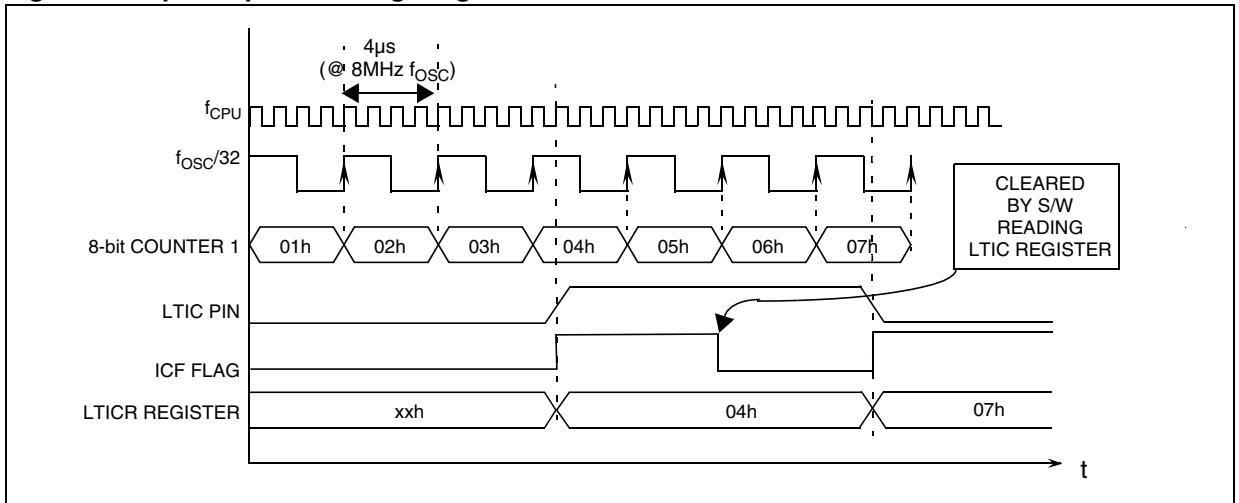 4µs
(@ 8MHz fOSC)
fCPU
fOSC/32
CLEARED
BY S/W
READING
LTIC REGISTER
8-bit COUNTER 1
01h
02h
03h
04h
05h
06h
07h
LTIC PIN
ICF FLAG
LTICR REGISTER
xxh
04h
07h
t